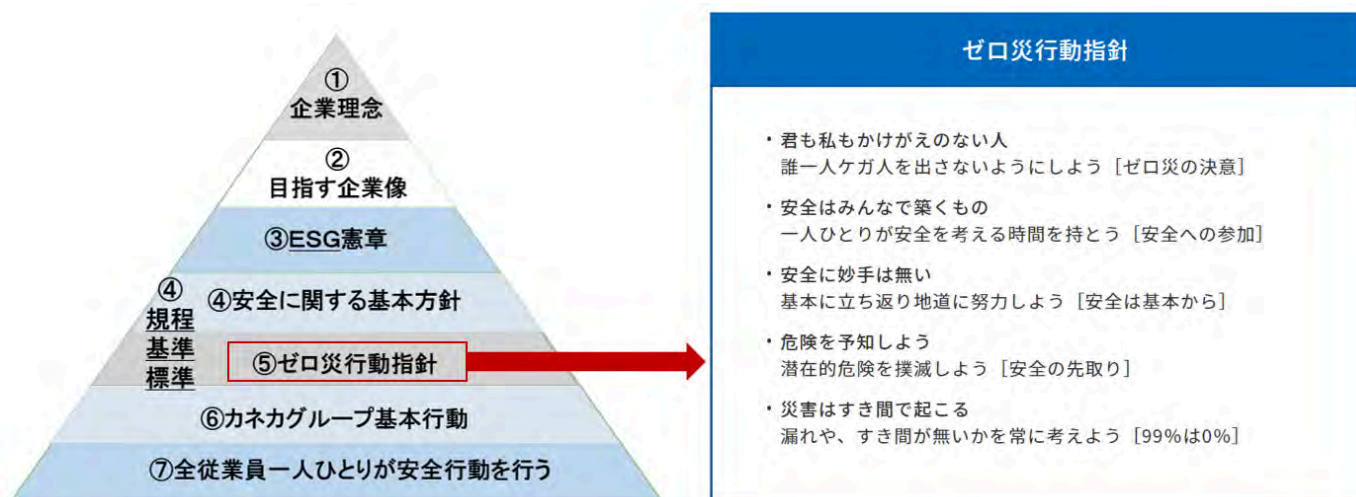 ①
企業理念
②
目指す企業像
③ESG憲章
④
規程
基準
標準
④安全に関する基本方針
⑤ゼロ災行動指針
⑥カネカグループ基本行動
⑦全従業員一人ひとりが安全行動を行う
ゼロ災行動指針
・君も私もかけがえのない人
誰一人ケガ人を出さないようにしよう［ゼロ災の決意］
・安全はみんなで築くもの
一人ひとりが安全を考える時間を持とう［安全への参加］
・安全に妙手は無い
基本に立ち返り地道に努力しよう［安全は基本から］
・危険を予知しよう
潜在的危険を撲滅しよう［安全の先取り］
・災害はすき間で起こる
漏れや、すき間が無いかを常に考えよう［99%は0%］